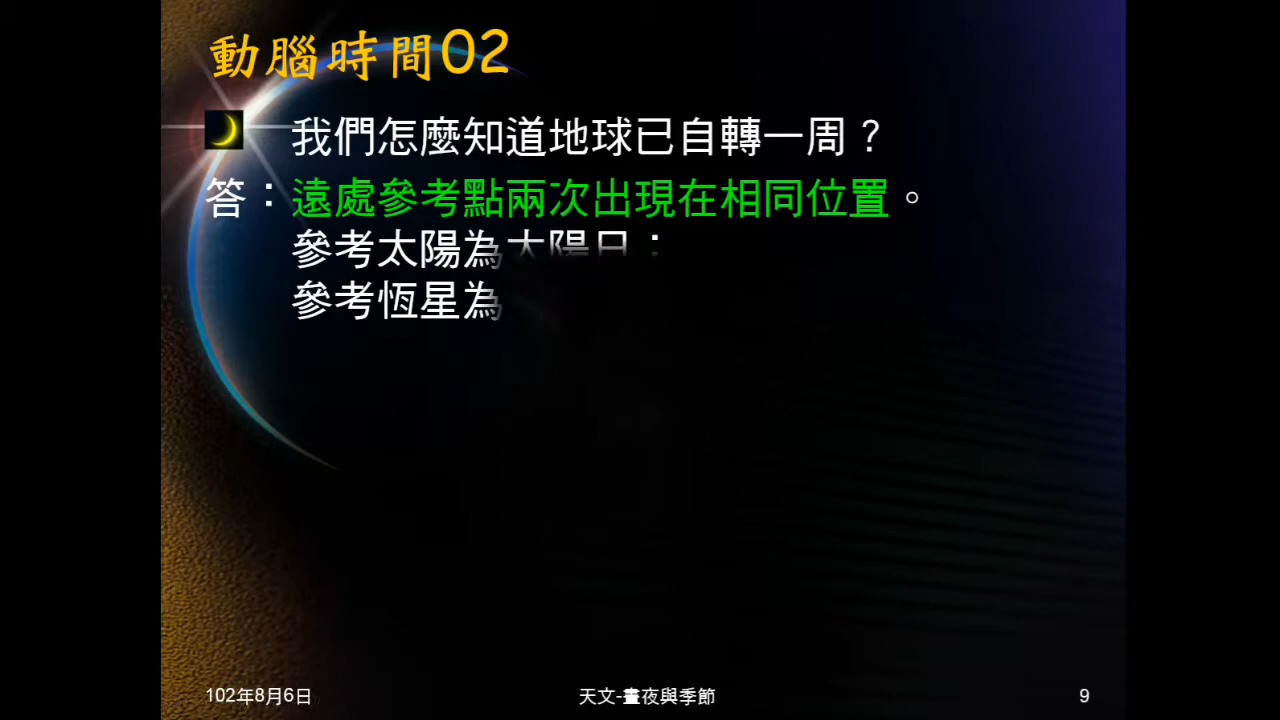 動腦時間02
我們怎麼知道地球已自轉一周？
答：遠處參考點兩次出現在相同位置。
參考太陽為太陽日；
參考恆星為
102年8月6日
天文-晝夜與季節
9